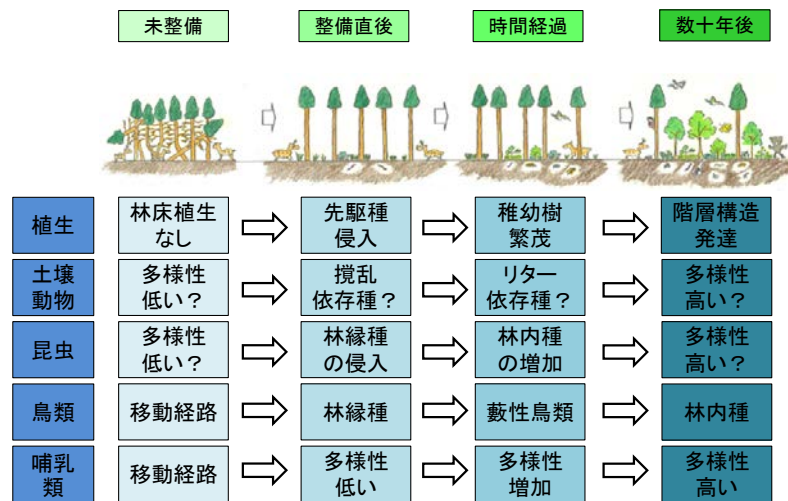 未整備
整備直後
時間経過
数十年後
植生
林床植生
なし
先駆種
侵入
稚幼樹
繁茂
階層構造
発達
土壌
動物
多様性
低い？
撹乱
依存種？
リター
依存種？
多様性
高い？
昆虫
多様性
低い？
林縁種
の侵入
林内種
の増加
多様性
高い？
鳥類
移動経路
林縁種
藪性鳥類
林内種
哺乳
類
移動経路
多様性
低い
多様性
増加
多様性
高い